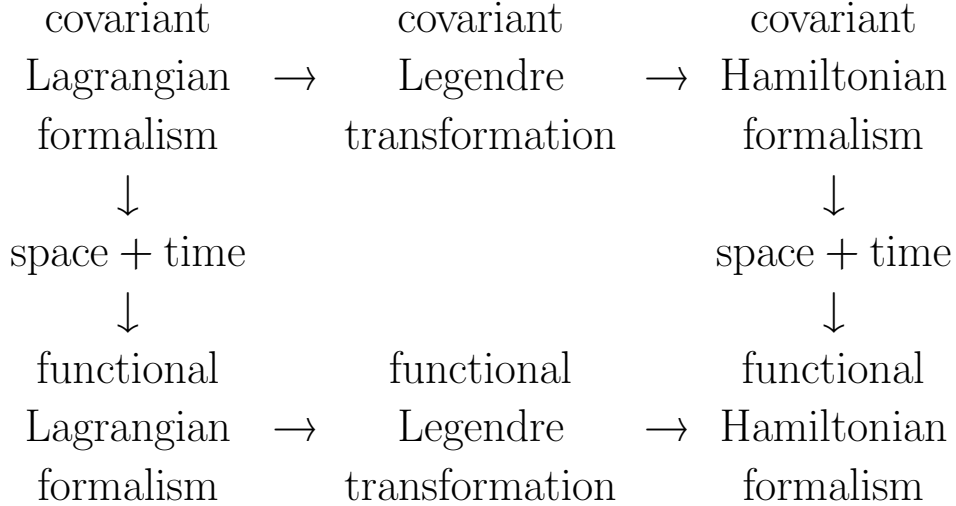 covariant covariant covariant
Lagrangian → Legendre → Hamiltonian
formalism transformation formalism
↓ ↓
space + time space + time
↓ ↓
functional functional functional
Lagrangian → Legendre → Hamiltonian
formalism transformation formalism